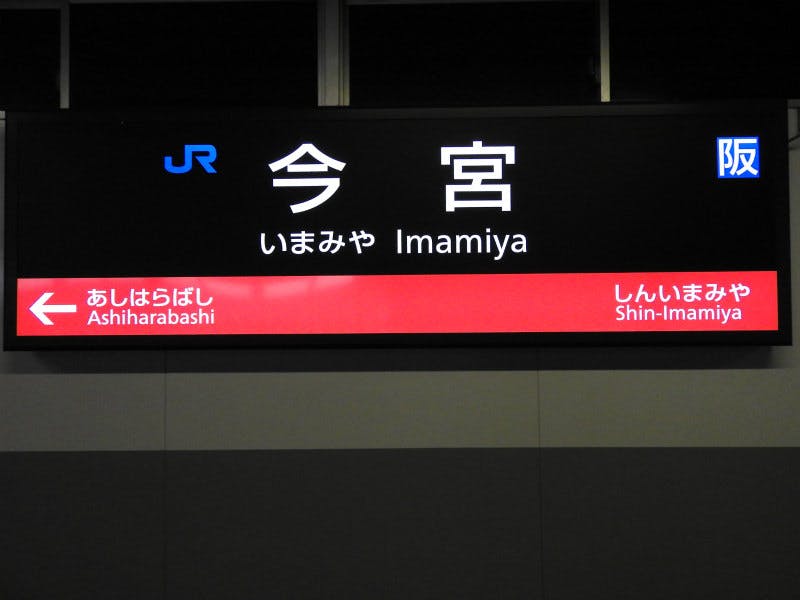 JR 今宮 阪
いまみや Imamiya
← あしはらばし しんいまみや
Ashiharabashi Shin-Imamiya